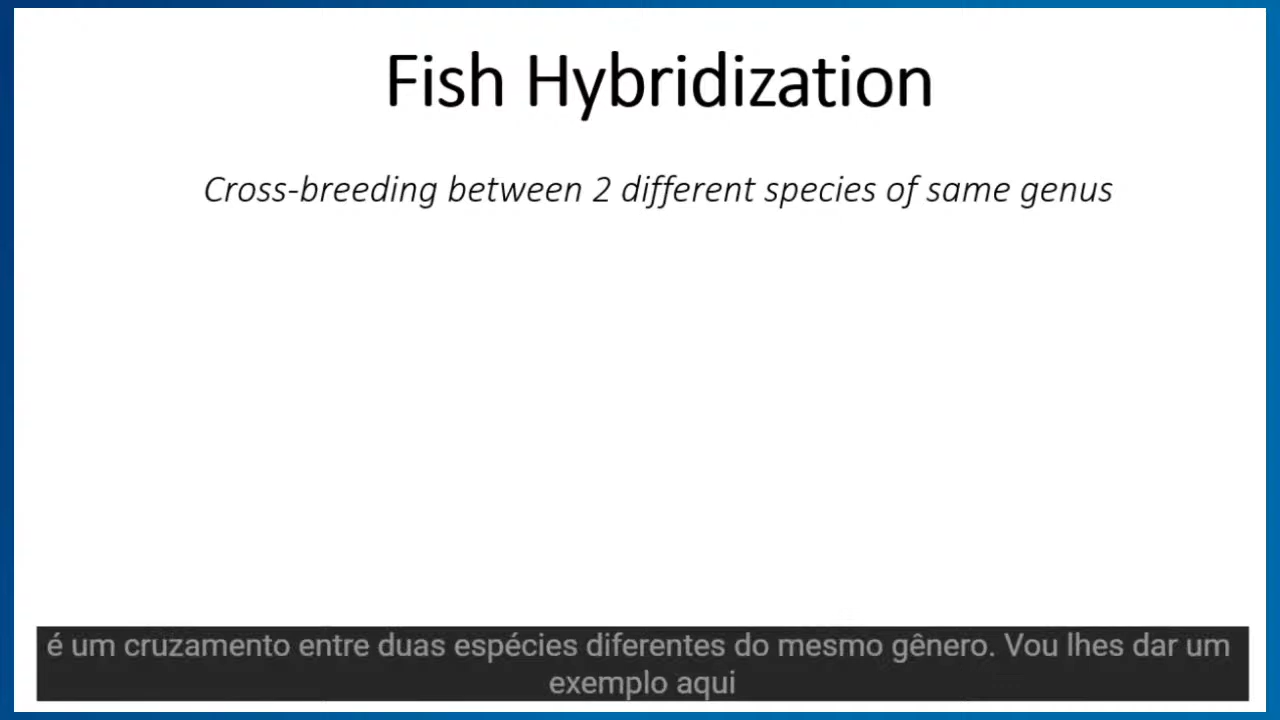 Fish Hybridization
Cross-breeding between 2 different species of same genus
é um cruzamento entre duas espécies diferentes do mesmo gênero. Vou lhes dar um
exemplo aqui